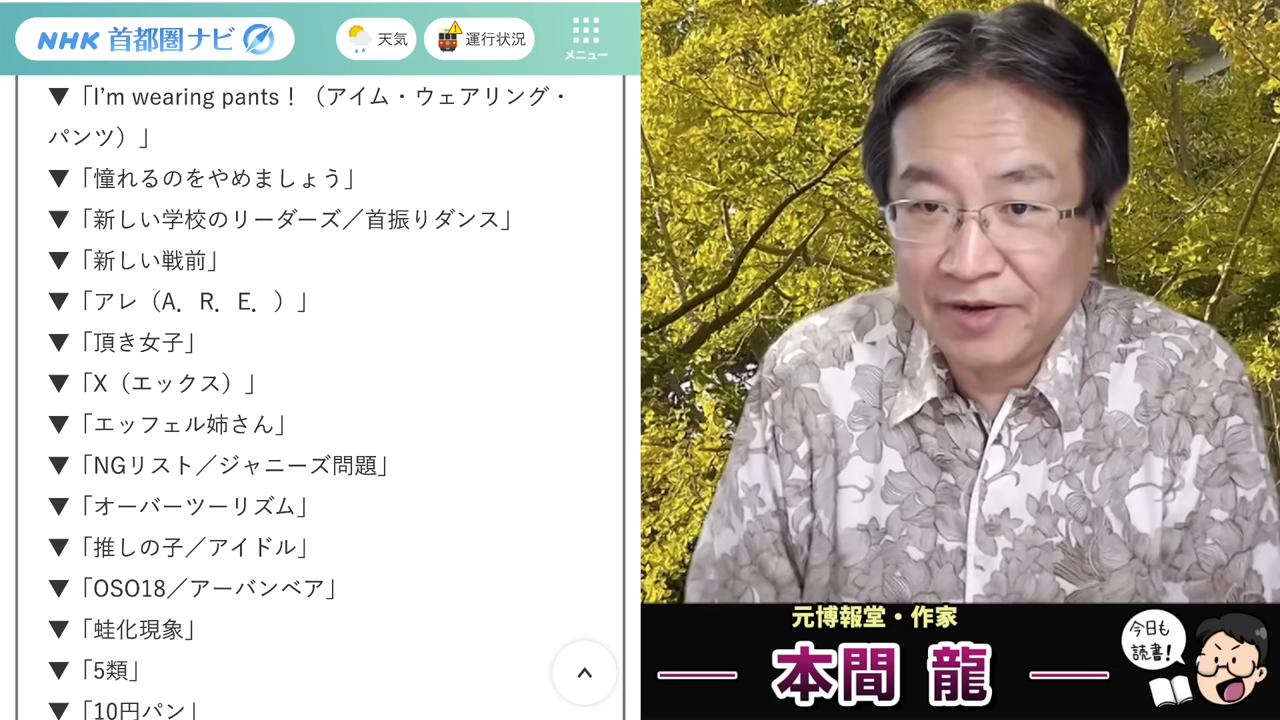 NHK 首都圏ナビ
天気
運行状況
メニュー
▼「I’m wearing pants！（アイム・ウェアリング・
パンツ）」
▼「憧れるのをやめましょう」
▼「新しい学校のリーダーズ／首振りダンス」
▼「新しい戦前」
▼「アレ（A．R．E．）」
▼「頂き女子」
▼「X（エックス）」
▼「エッフェル姉さん」
▼「NGリスト／ジャニーズ問題」
▼「オーバーツーリズム」
▼「推しの子／アイドル」
▼「OSO18／アーバンベア」
▼「蛙化現象」
▼「5類」
▼「10円パン」
元博報堂・作家
本間 龍
今日も
読書!